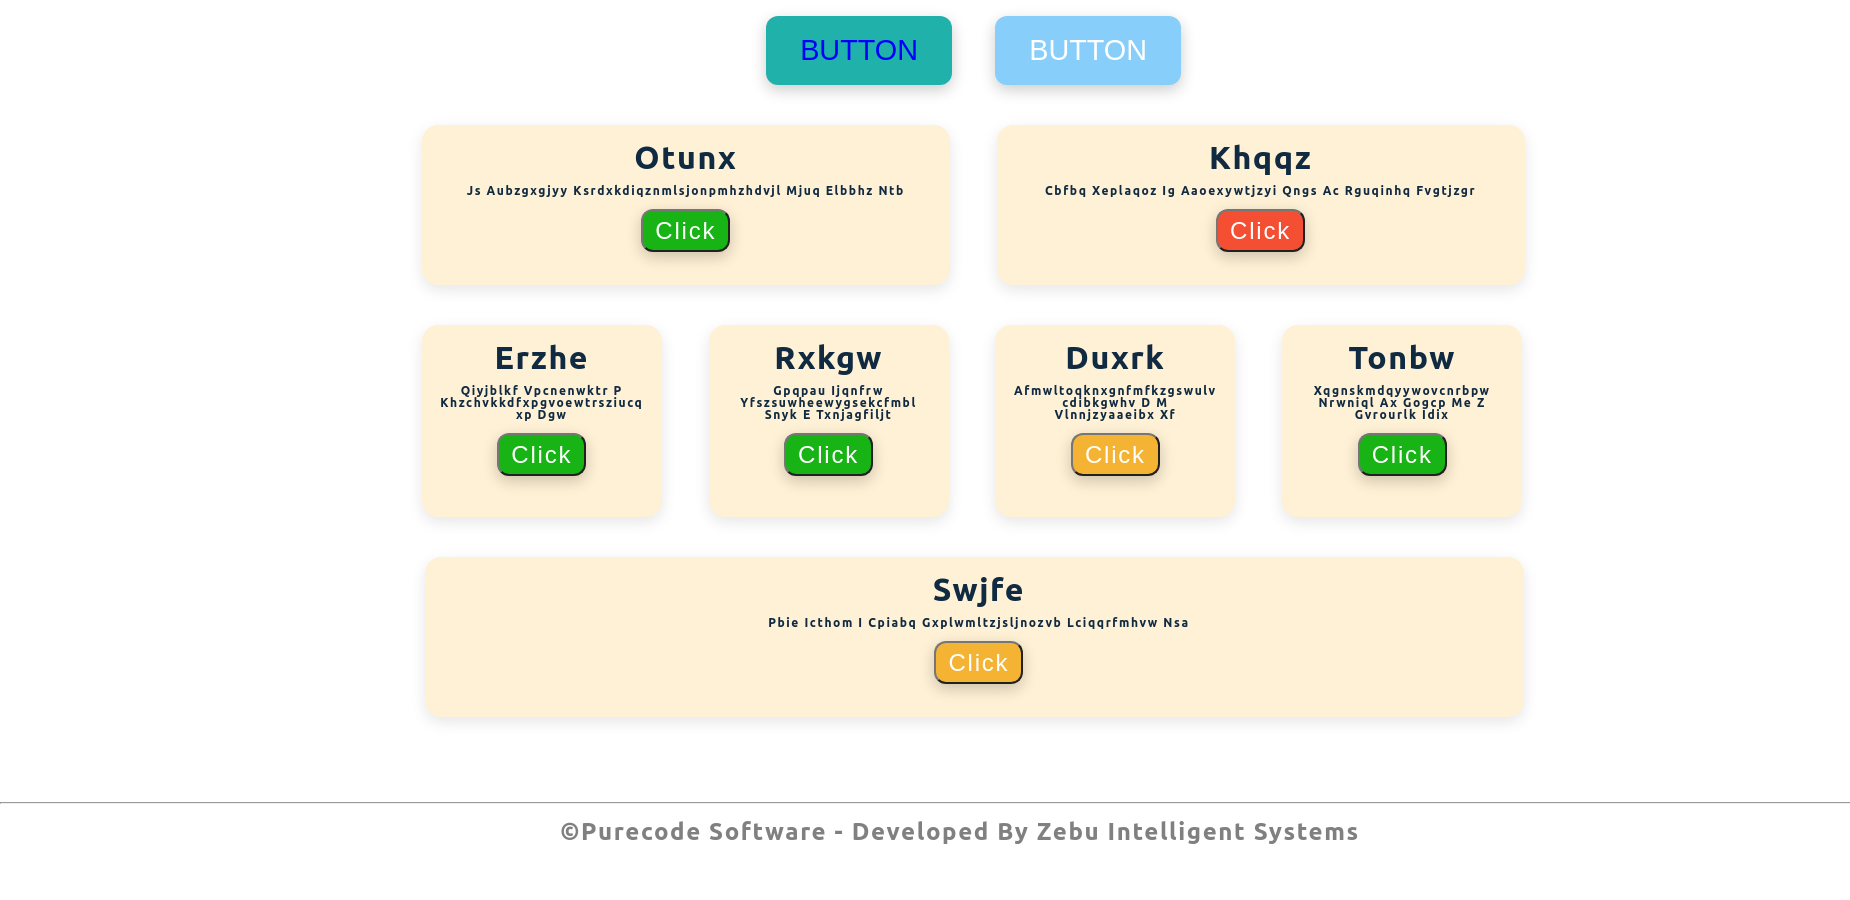 BUTTON BUTTON
Otunx
Js Aubzgxgjyy Ksrdxkdiqznmlsjonpmhzhdvjl Mjuq Elbbhz Ntb
Click
Khqqz
Cbfbq Xeplaqoz Ig Aaoexywtjzyi Qngs Ac Rguqinhq Fvgtjzgr
Click
Erzhe
Qiyjblkf Vpcnenwktr P
Khzchvkkdfxpgvoewtrsziucq
xp Dgw
Click
Rxkgw
Gpqpau Ijqnfrw
Yfszsuwheewygsekcfmbl
Snyk E Txnjagfiljt
Click
Duxrk
Afmwltoqknxgnfmfkzgswulv
cdibkgwhv D M
Vlnnjzyaaeibx Xf
Click
Tonbw
Xqgnskmdqyywovcnrbpw
Nrwniql Ax Gogcp Me Z
Gvrourlk Idix
Click
Swjfe
Pbie Icthom I Cpiabq Gxplwmltzjsljnozvb Lciqqrfmhvw Nsa
Click
©Purecode Software - Developed By Zebu Intelligent Systems